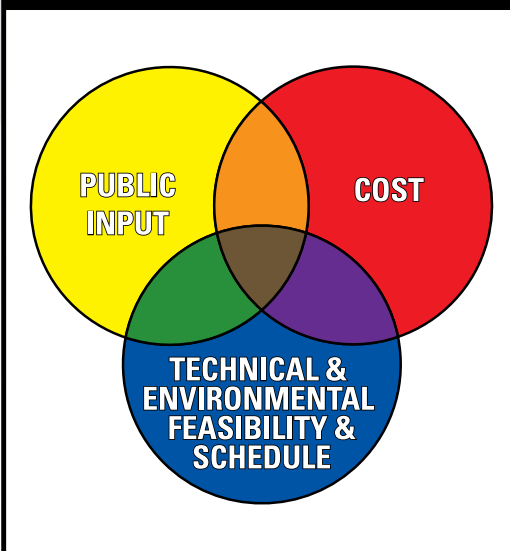 PUBLIC
INPUT
COST
TECHNICAL &
ENVIRONMENTAL
FEASIBILITY &
SCHEDULE